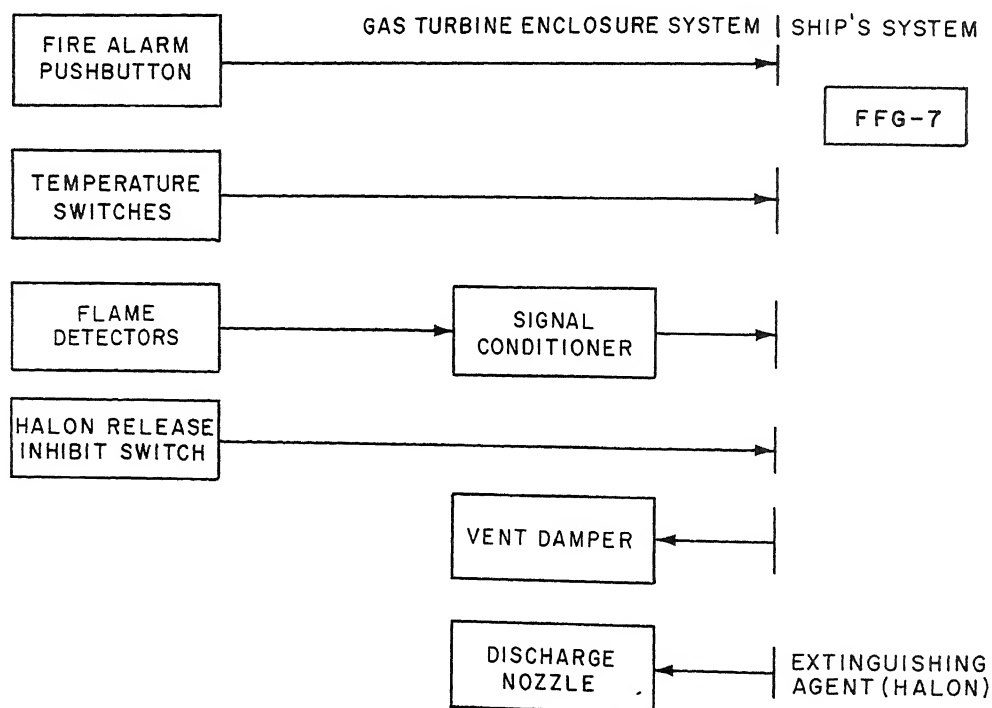 GAS TURBINE ENCLOSURE SYSTEM
SHIP'S SYSTEM
FIRE ALARM
PUSHBUTTON
FFG-7
TEMPERATURE
SWITCHES
FLAME
DETECTORS
SIGNAL
CONDITIONER
HALON RELEASE
INHIBIT SWITCH
VENT DAMPER
DISCHARGE
NOZZLE
EXTINGUISHING
AGENT (HALON)